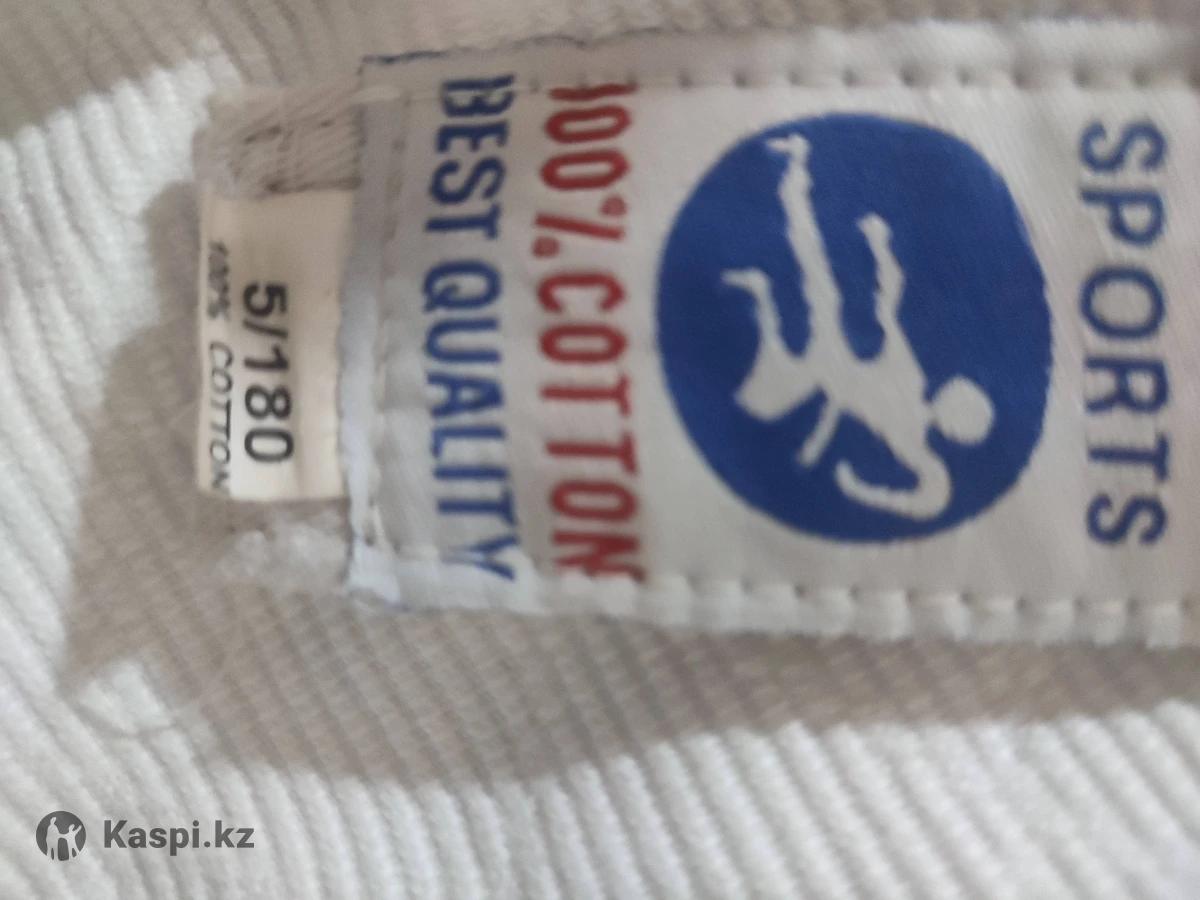 SPORTS
100% COTTON
BEST QUALITY
5/180
100% COTTON
Kaspi.kz